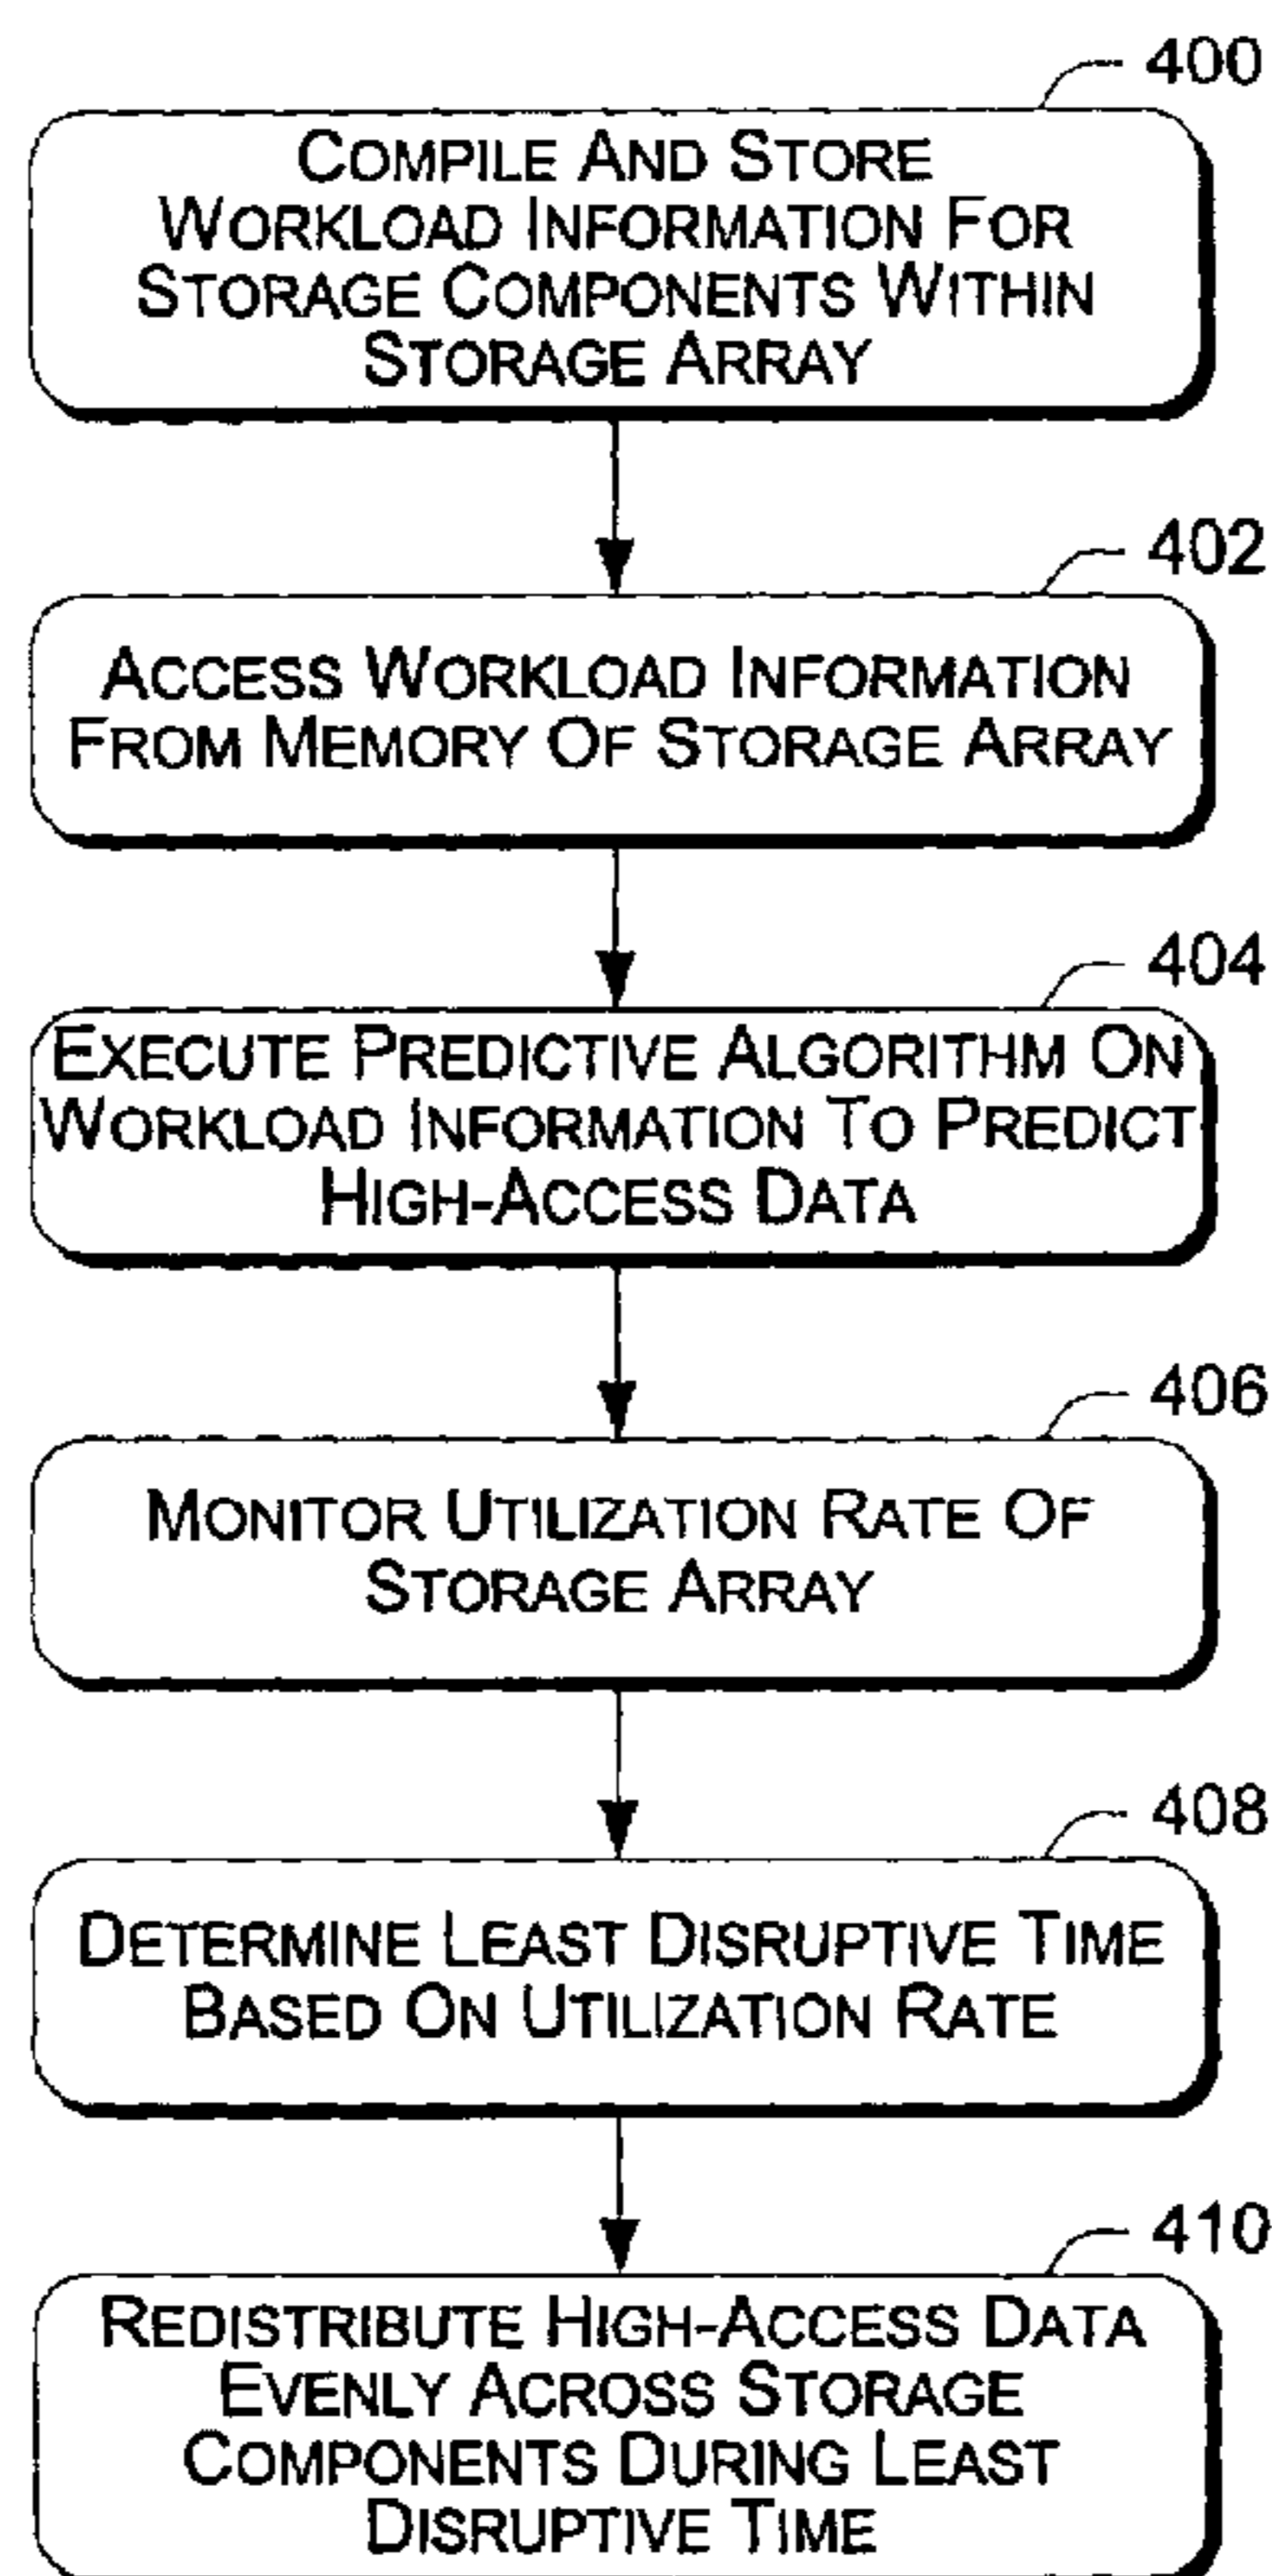 400
COMPILE AND STORE
WORKLOAD INFORMATION FOR
STORAGE COMPONENTS WITHIN
STORAGE ARRAY
402
ACCESS WORKLOAD INFORMATION
FROM MEMORY OF STORAGE ARRAY
404
EXECUTE PREDICTIVE ALGORITHM ON
WORKLOAD INFORMATION TO PREDICT
HIGH-ACCESS DATA
406
MONITOR UTILIZATION RATE OF
STORAGE ARRAY
408
DETERMINE LEAST DISRUPTIVE TIME
BASED ON UTILIZATION RATE
410
REDISTRIBUTE HIGH-ACCESS DATA
EVENLY ACROSS STORAGE
COMPONENTS DURING LEAST
DISRUPTIVE TIME